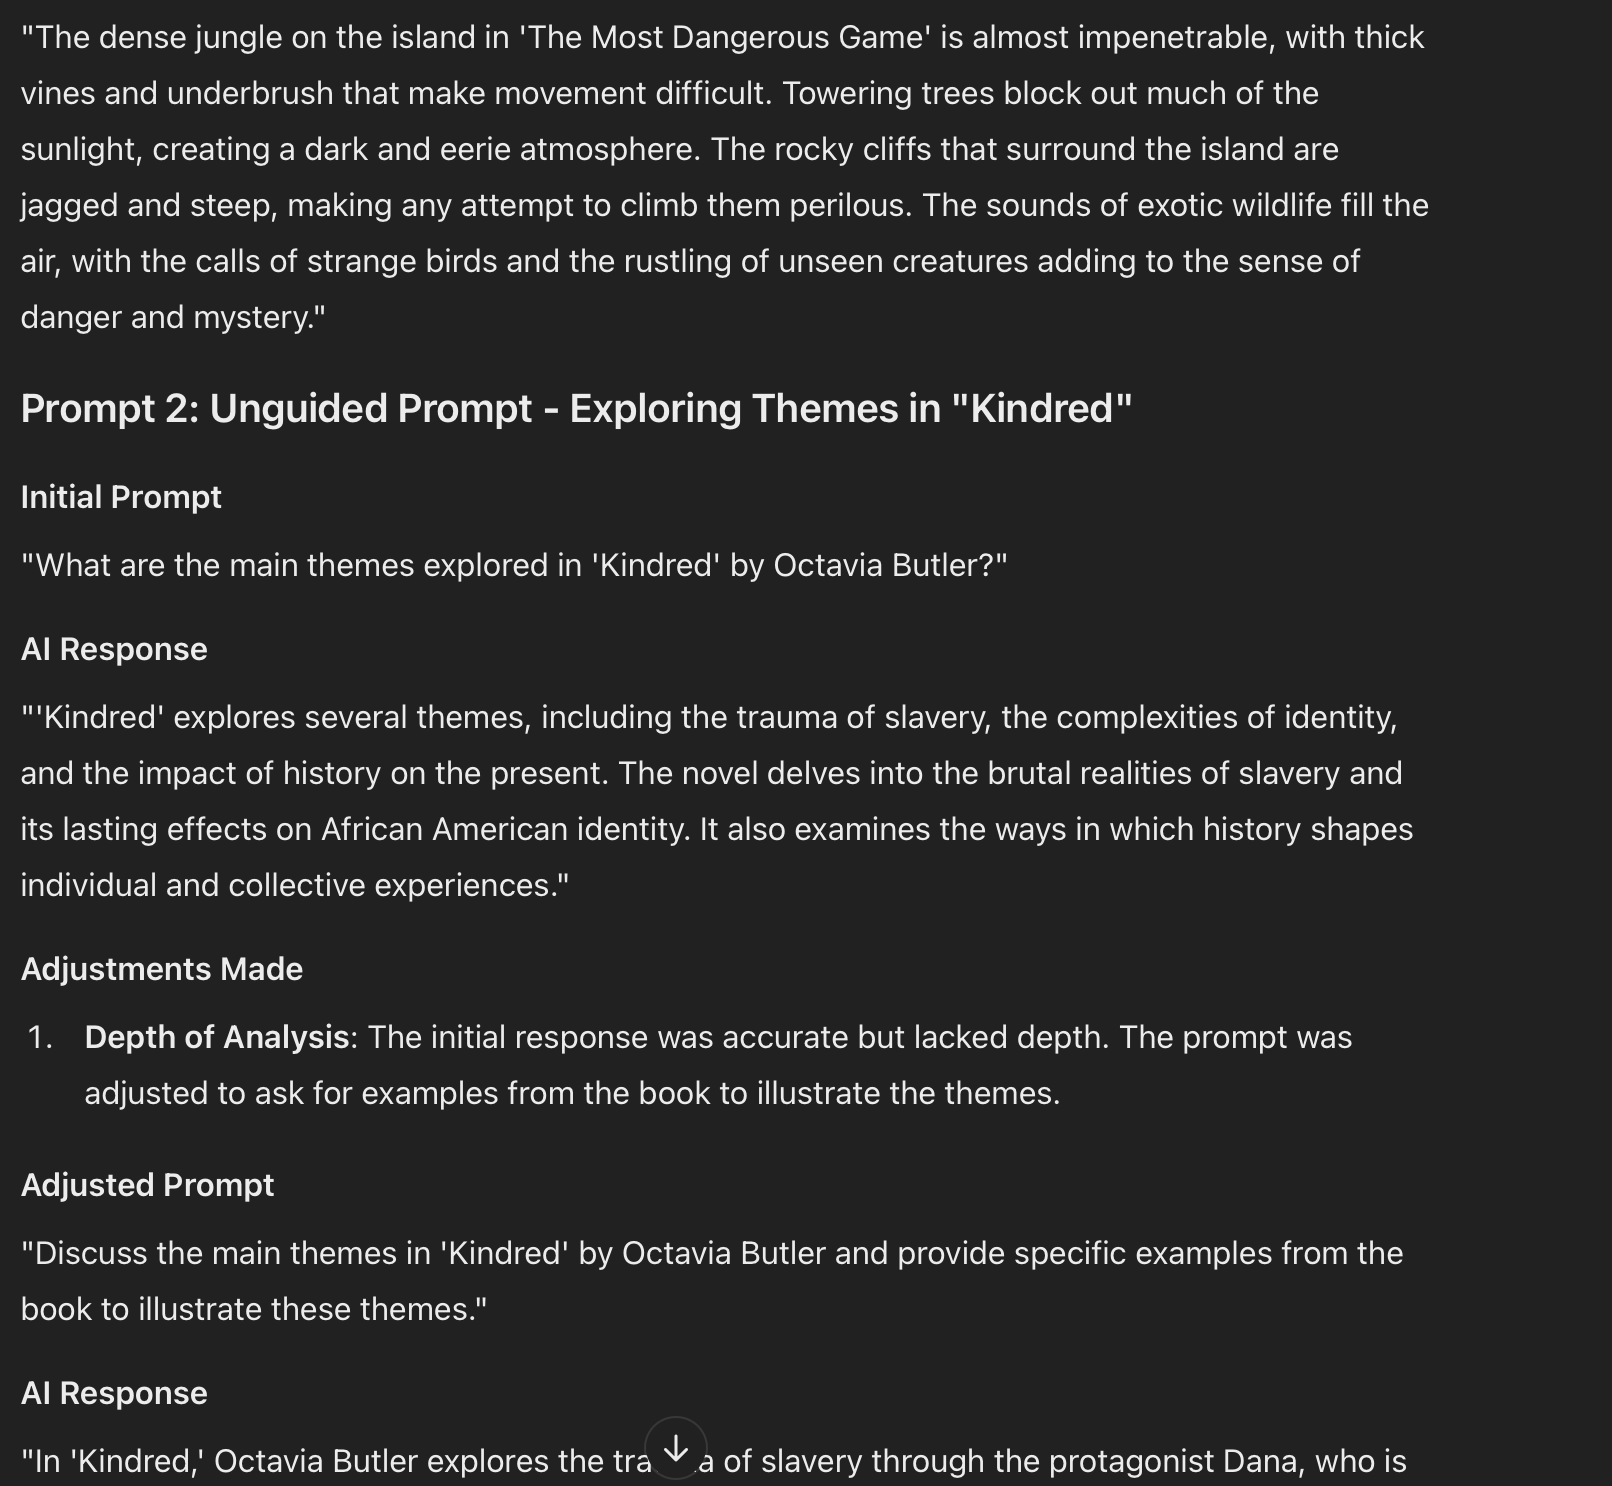 "The dense jungle on the island in 'The Most Dangerous Game' is almost impenetrable, with thick
vines and underbrush that make movement difficult. Towering trees block out much of the
sunlight, creating a dark and eerie atmosphere. The rocky cliffs that surround the island are
jagged and steep, making any attempt to climb them perilous. The sounds of exotic wildlife fill the
air, with the calls of strange birds and the rustling of unseen creatures adding to the sense of
danger and mystery."
Prompt 2: Unguided Prompt - Exploring Themes in "Kindred"
Initial Prompt
"What are the main themes explored in 'Kindred' by Octavia Butler?"
AI Response
"'Kindred' explores several themes, including the trauma of slavery, the complexities of identity,
and the impact of history on the present. The novel delves into the brutal realities of slavery and
its lasting effects on African American identity. It also examines the ways in which history shapes
individual and collective experiences."
Adjustments Made
1. Depth of Analysis: The initial response was accurate but lacked depth. The prompt was
adjusted to ask for examples from the book to illustrate the themes.
Adjusted Prompt
"Discuss the main themes in 'Kindred' by Octavia Butler and provide specific examples from the
book to illustrate these themes."
AI Response
"In 'Kindred,' Octavia Butler explores the of slavery through the protagonist Dana, who is